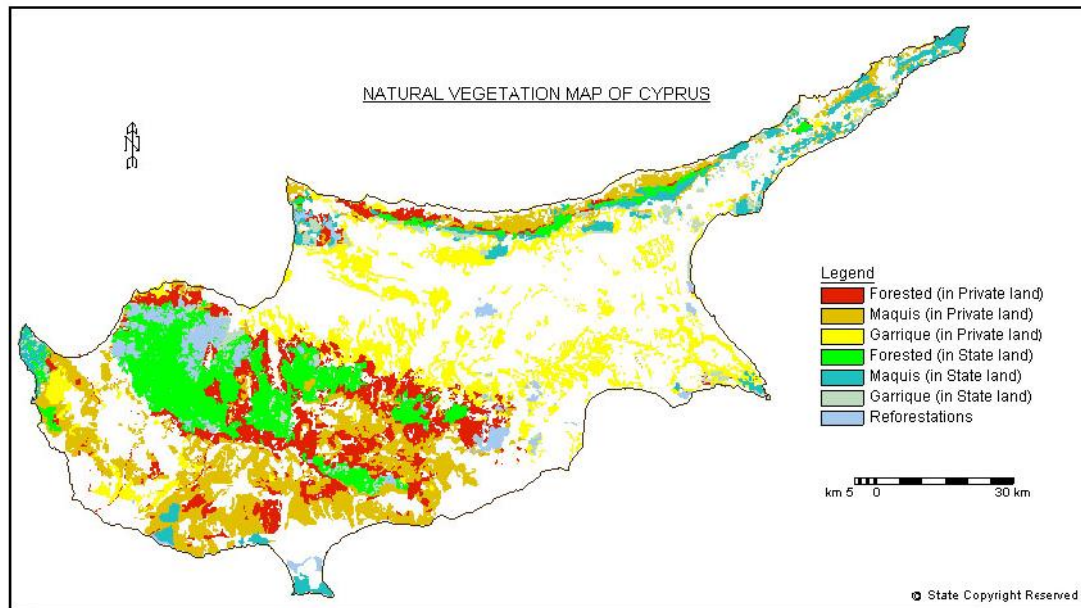 NATURAL VEGETATION MAP OF CYPRUS
N
Legend
Forested (in Private land)
Maquis (in Private land)
Garrique (in Private land)
Forested (in State land)
Maquis (in State land)
Garrique (in State land)
Reforestations
km 5 0 30 km
© State Copyright Reserved